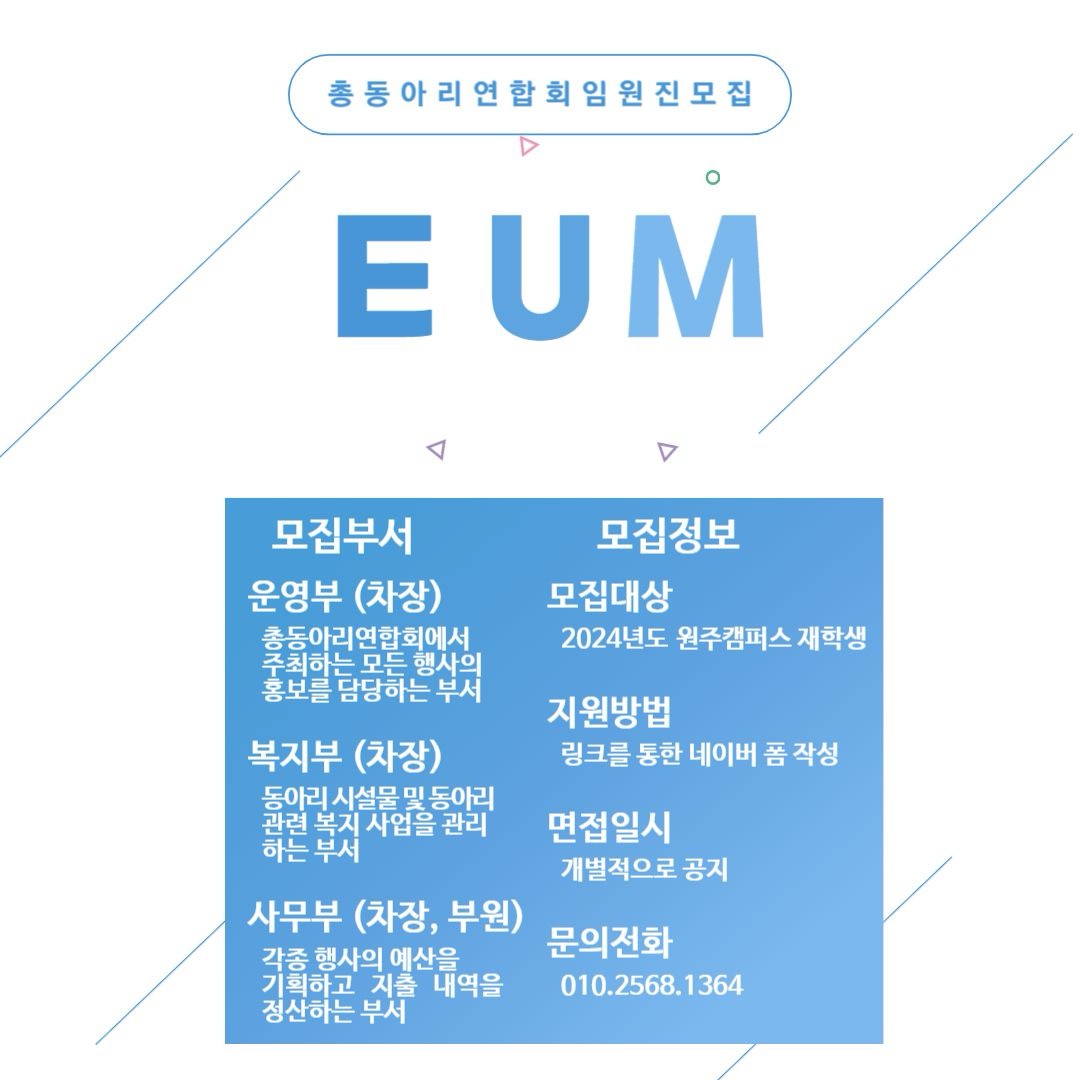 총동아리연합회임원진모집
EUM
모집부서
운영부 (차장)
총동아리연합회에서
주최하는 모든 행사의
홍보를 담당하는 부서
복지부 (차장)
동아리 시설물 및 동아리
관련 복지 사업을 관리
하는 부서
사무부 (차장, 부원)
각종 행사의 예산을
기획하고 지출 내역을
정산하는 부서
모집정보
모집대상
2024년도 원주캠퍼스 재학생
지원방법
링크를 통한 네이버 폼 작성
면접일시
개별적으로 공지
문의전화
010.2568.1364